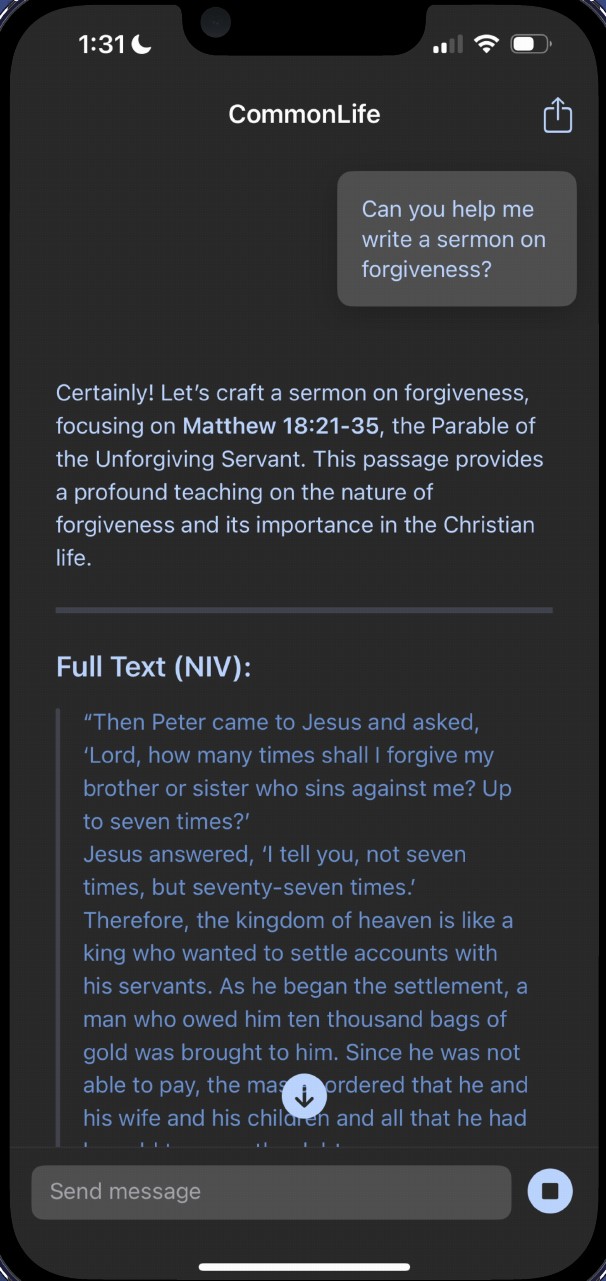 1:31
CommonLife
Can you help me
write a sermon on
forgiveness?
Certainly! Let’s craft a sermon on forgiveness,
focusing on Matthew 18:21-35, the Parable of
the Unforgiving Servant. This passage provides
a profound teaching on the nature of
forgiveness and its importance in the Christian
life.
Full Text (NIV):
“Then Peter came to Jesus and asked,
‘Lord, how many times shall I forgive my
brother or sister who sins against me? Up
to seven times?’
Jesus answered, ‘I tell you, not seven
times, but seventy-seven times.’
Therefore, the kingdom of heaven is like a
king who wanted to settle accounts with
his servants. As he began the settlement, a
man who owed him ten thousand bags of
gold was brought to him. Since he was not
able to pay, the ordered that he and
his wife and his children and all that he had
Send message